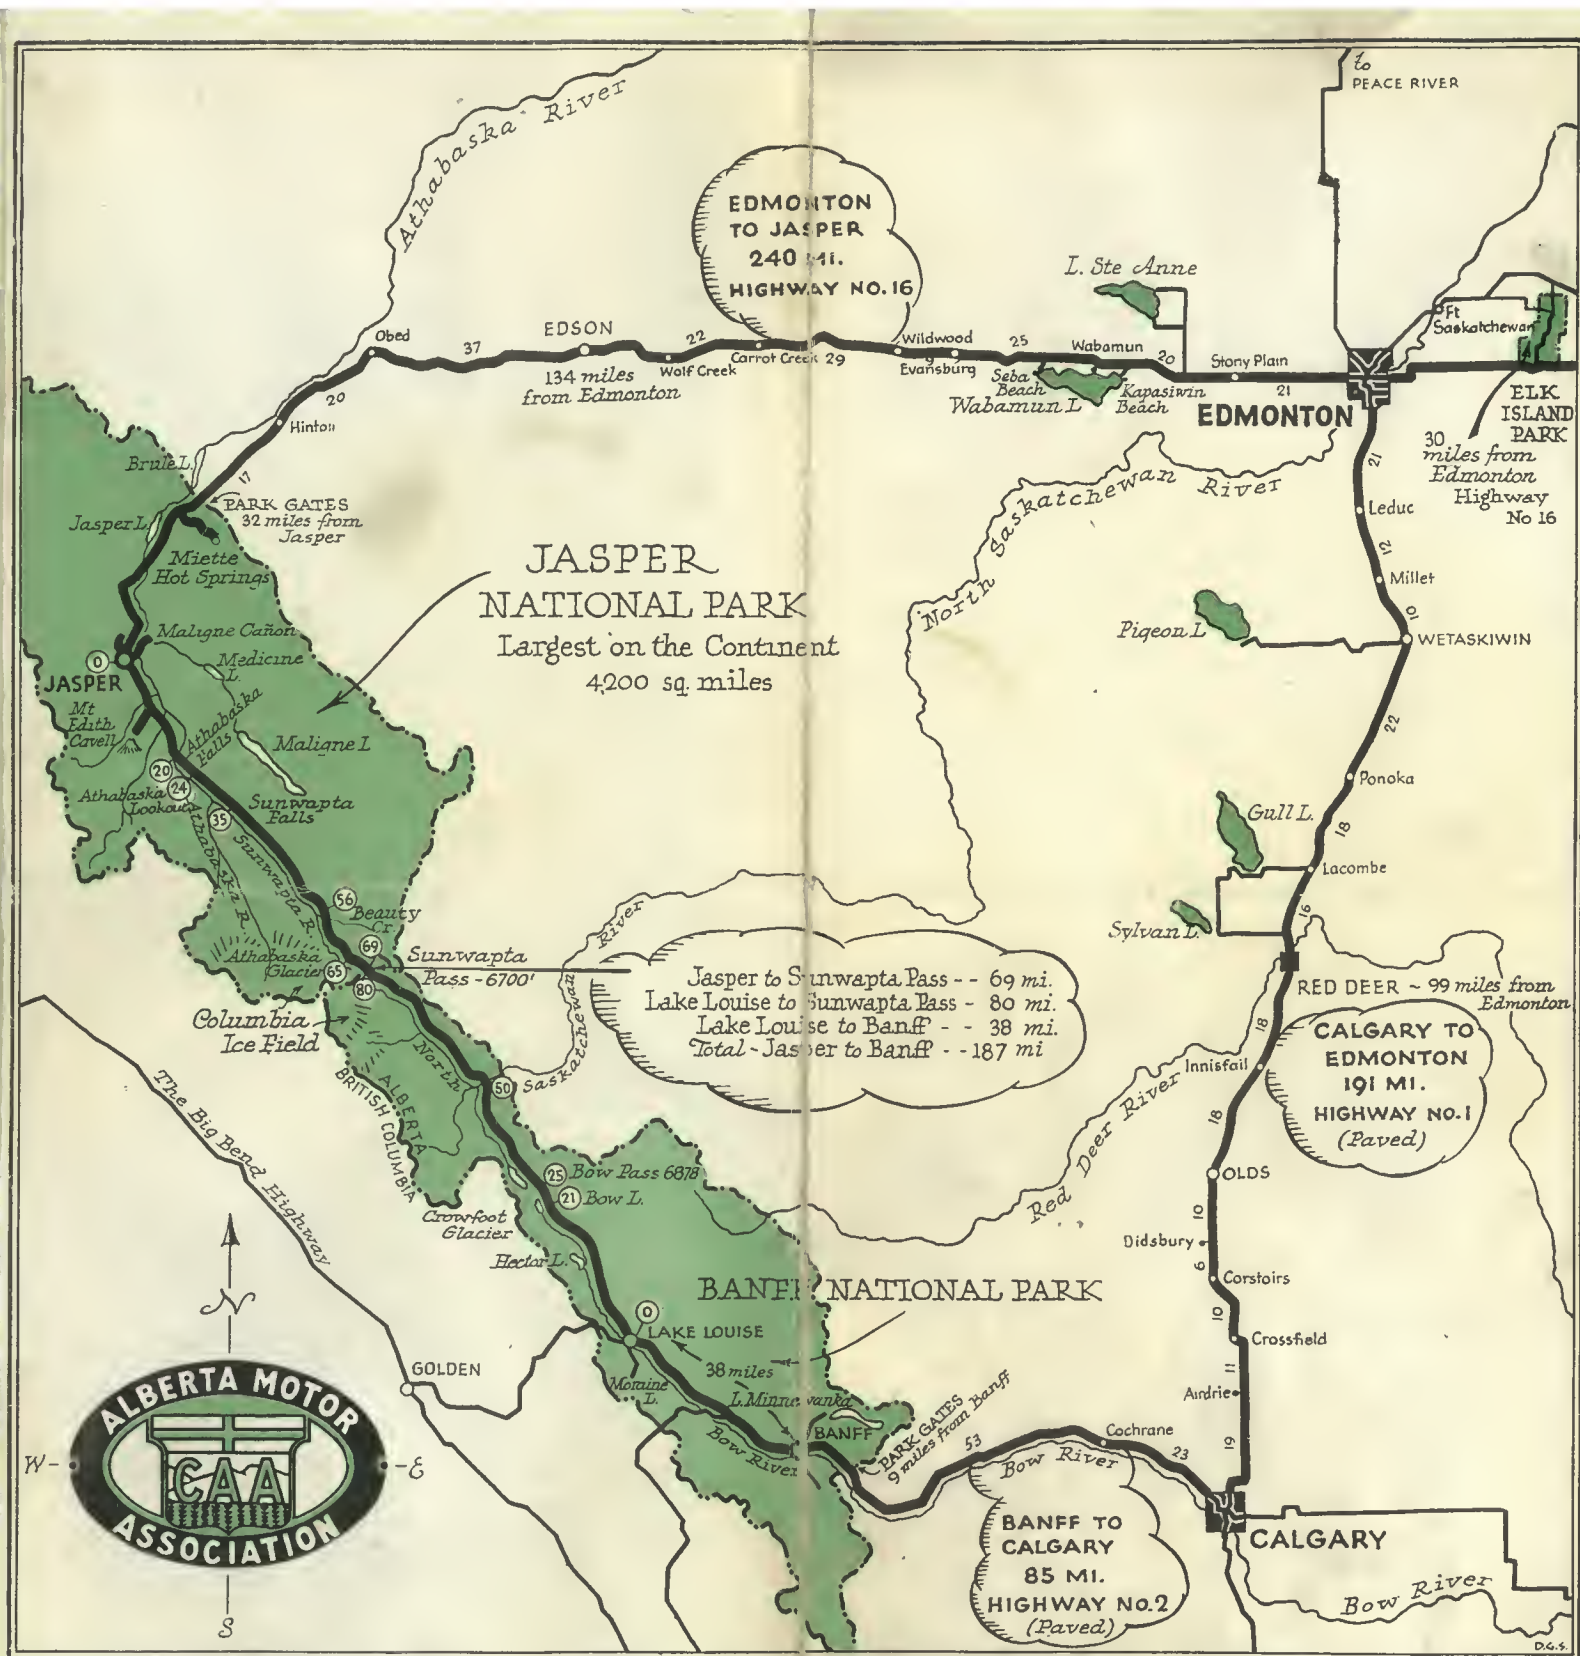 to
PEACE RIVER
Athabaska River
EDMONTON
TO JASPER
240 MI.
HIGHWAY NO. 16
L. Ste Anne
Ft
Saskatchewan
Obed
37
EDSON
134 miles
from Edmonton
22
Wolf Creek
Carrot Creek
29
Wildwood
9
Evansburg
25
Seba
Beach
Wabamun
Wabamun L
20
Kapasiwin
Beach
Stony Plain
21
EDMONTON
ELK
ISLAND
PARK
30
miles from
Edmonton
Highway
No 16
20
Hinton
17
Brule L.
PARK GATES
32 miles from
Jasper
Jasper L.
Miette
Hot Springs
JASPER
NATIONAL PARK
Largest on the Continent
4,200 sq. miles
North Saskatchewan River
21
Leduc
12
Millet
10
Pigeon L
WETASKIWIN
22
Ponoka
18
Gull L.
Lacombe
16
Sylvan L.
RED DEER ~ 99 miles from
Edmonton
Maligne Cañon
0
JASPER
Medicine
L.
Mt
Edith
Cavell
Athabaska
Falls
Maligne L
20
24
Athabaska
Lookout
35
Sunwapta
Falls
Athabaska R.
Sunwapta R.
56
Beauty
Cr.
69
Athabaska
Glacier
65
80
Sunwapta
Pass - 6700'
Columbia
Ice Field
North
Saskatchewan
River
50
ALBERTA
BRITISH COLUMBIA
Jasper to Sunwapta Pass - - 69 mi.
Lake Louise to Sunwapta Pass - 80 mi.
Lake Louise to Banff - - 38 mi.
Total - Jasper to Banff - - 187 mi
18
CALGARY TO
EDMONTON
191 MI.
HIGHWAY NO. 1
(Paved)
Innisfail
Red Deer River
18
OLDS
10
Didsbury
6
Corstoirs
10
Crossfield
11
Airdrie
19
The Big Bend Highway
25
Bow Pass 6878
21
Bow L.
Crowfoot
Glacier
Hector L.
BANFF NATIONAL PARK
0
LAKE LOUISE
38 miles
Moraine
L.
L. Minnewanka
BANFF
PARK GATES
9 miles from Banff
Bow River
53
Bow River
Cochrane
23
BANFF TO
CALGARY
85 MI.
HIGHWAY NO. 2
(Paved)
CALGARY
Bow River
GOLDEN
N
W
E
S
ALBERTA MOTOR
CAA
ASSOCIATION
D.G.S.